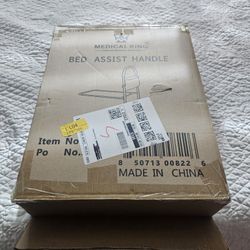 MEDICAL KING
BED ASSIST HANDLE
Item No
Po No.
8 50713 00822 6
MADE IN CHINA